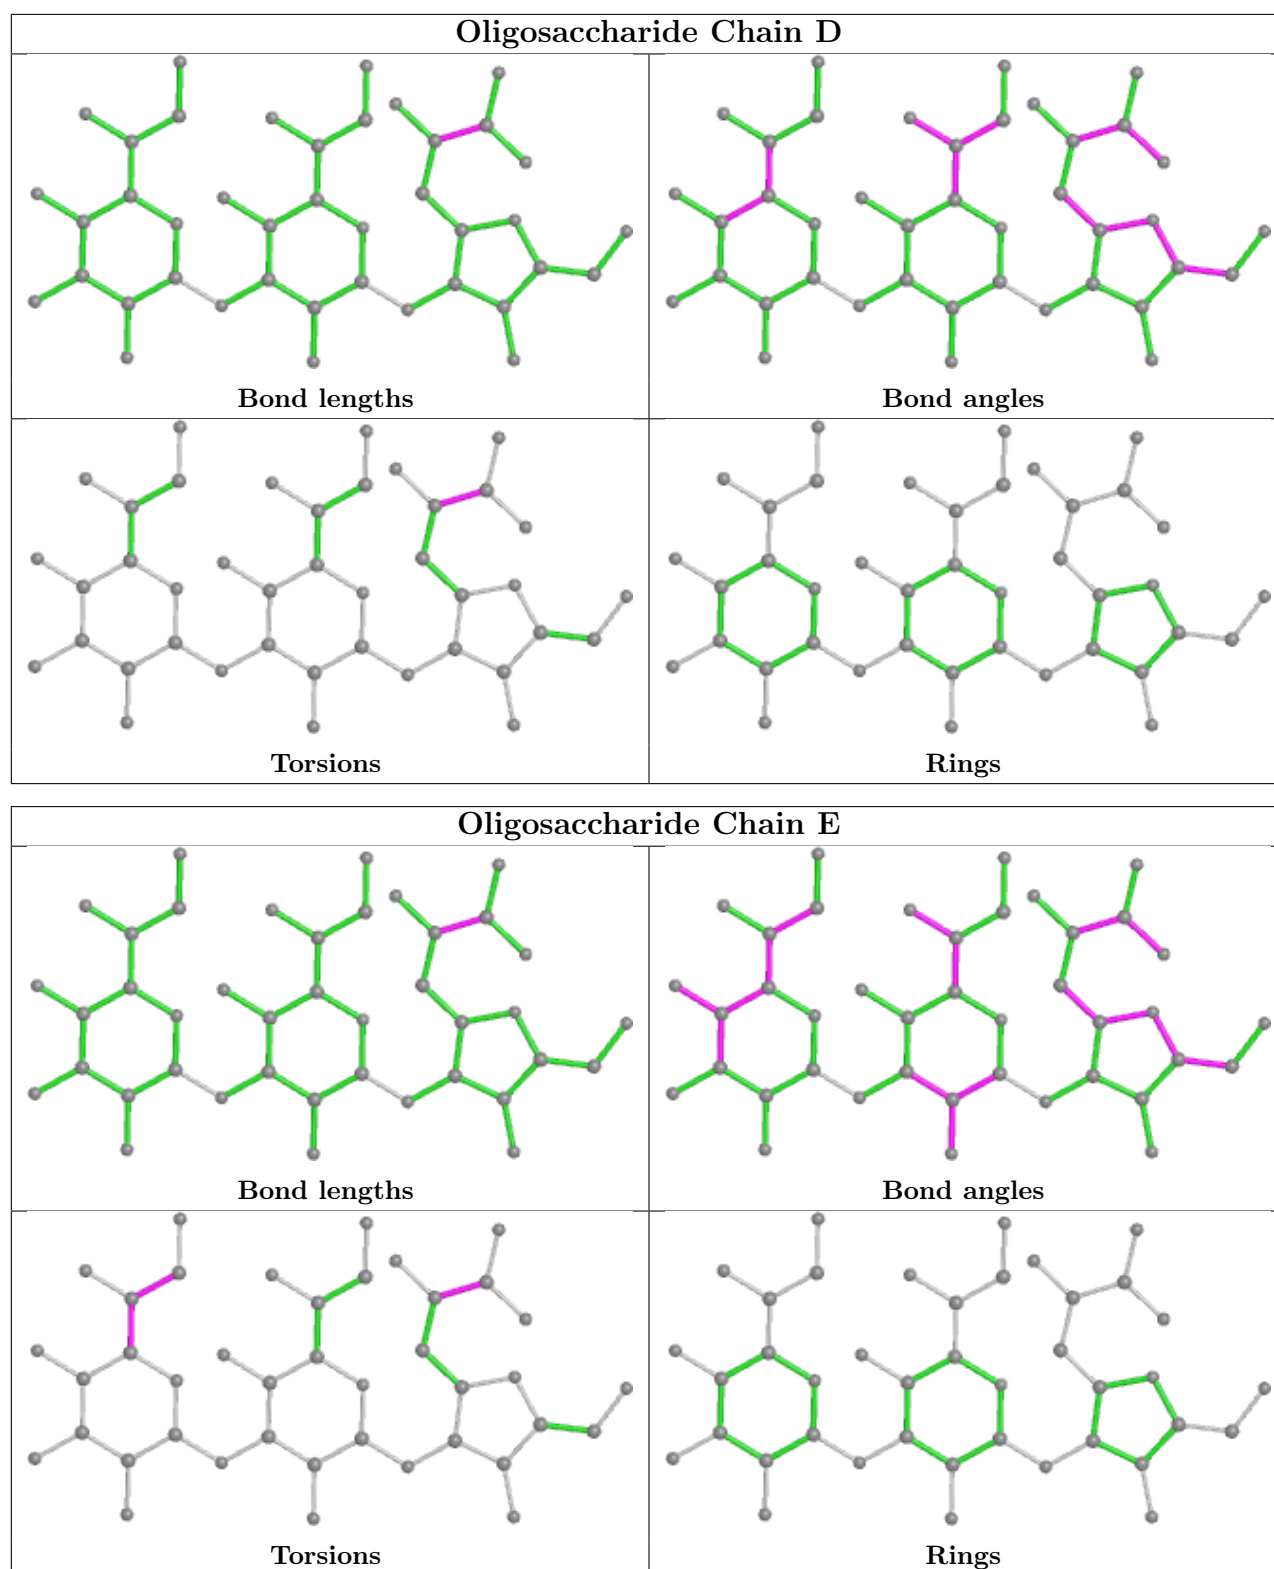 Oligosaccharide Chain D
Bond lengths
Bond angles
Torsions
Rings
Oligosaccharide Chain E
Bond lengths
Bond angles
Torsions
Rings